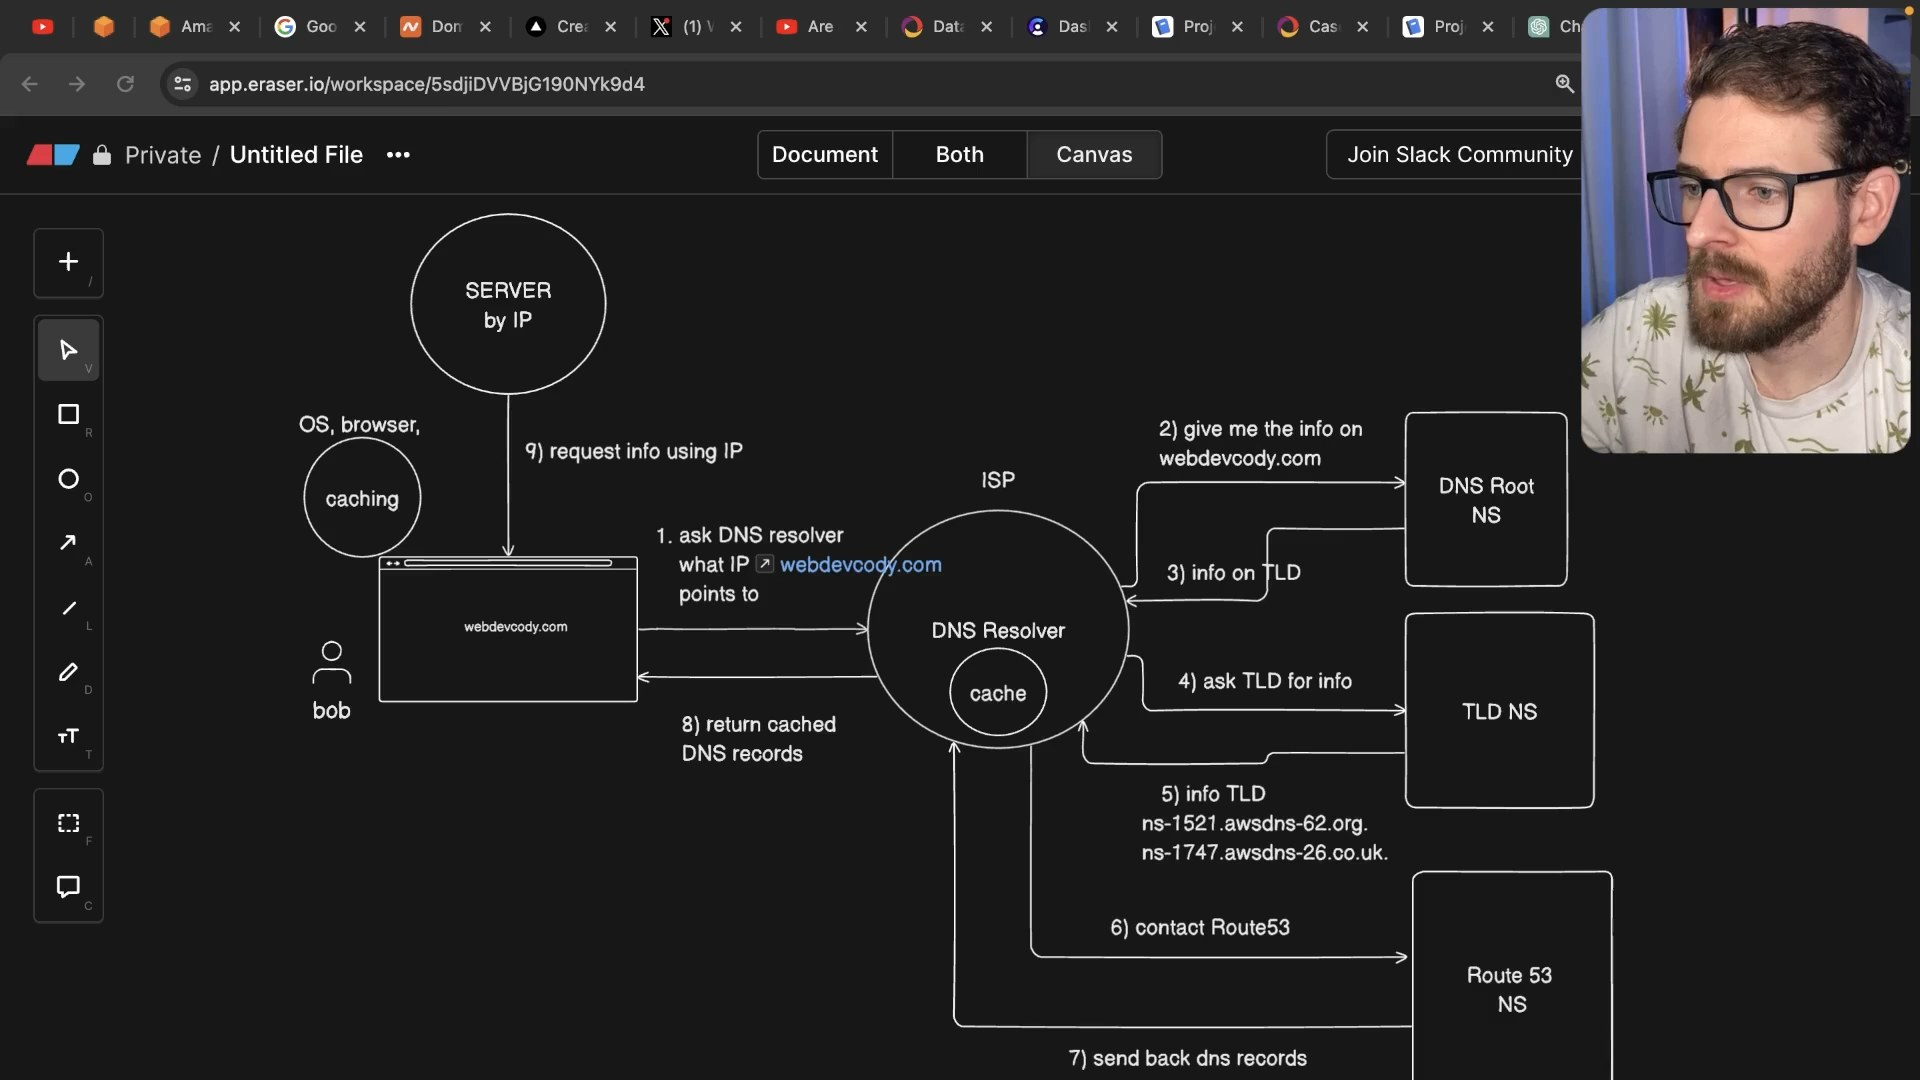 Ama
Goo
Dom
Crea
(1) V
Are
Data
Das
Proj
Case
Proj
Ch
app.eraser.io/workspace/5sdjiDVVBjG190NYk9d4
Private / Untitled File
Document
Both
Canvas
Join Slack Community
/
V
R
O
A
L
D
T
F
C
SERVER
by IP
OS, browser,
caching
9) request info using IP
webdevcody.com
bob
1. ask DNS resolver
what IP webdevcody.com
points to
8) return cached
DNS records
ISP
DNS Resolver
cache
2) give me the info on
webdevcody.com
DNS Root
NS
3) info on TLD
4) ask TLD for info
TLD NS
5) info TLD
ns-1521.awsdns-62.org.
ns-1747.awsdns-26.co.uk.
6) contact Route53
Route 53
NS
7) send back dns records